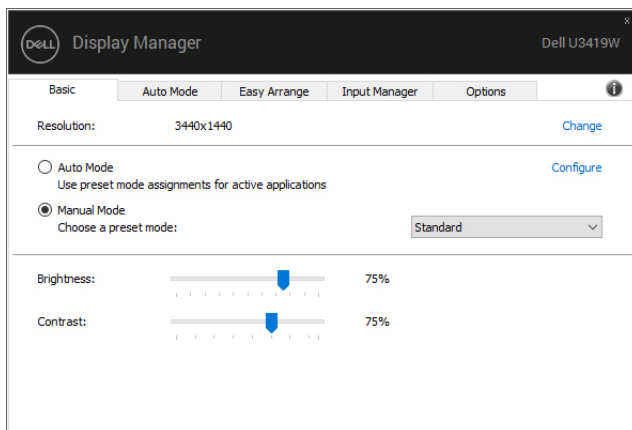 DELL Display Manager Dell U3419W
x
Basic Auto Mode Easy Arrange Input Manager Options i
Resolution: 3440x1440 Change
Auto Mode Configure
Use preset mode assignments for active applications
Manual Mode
Choose a preset mode: Standard
Brightness: 75%
Contrast: 75%